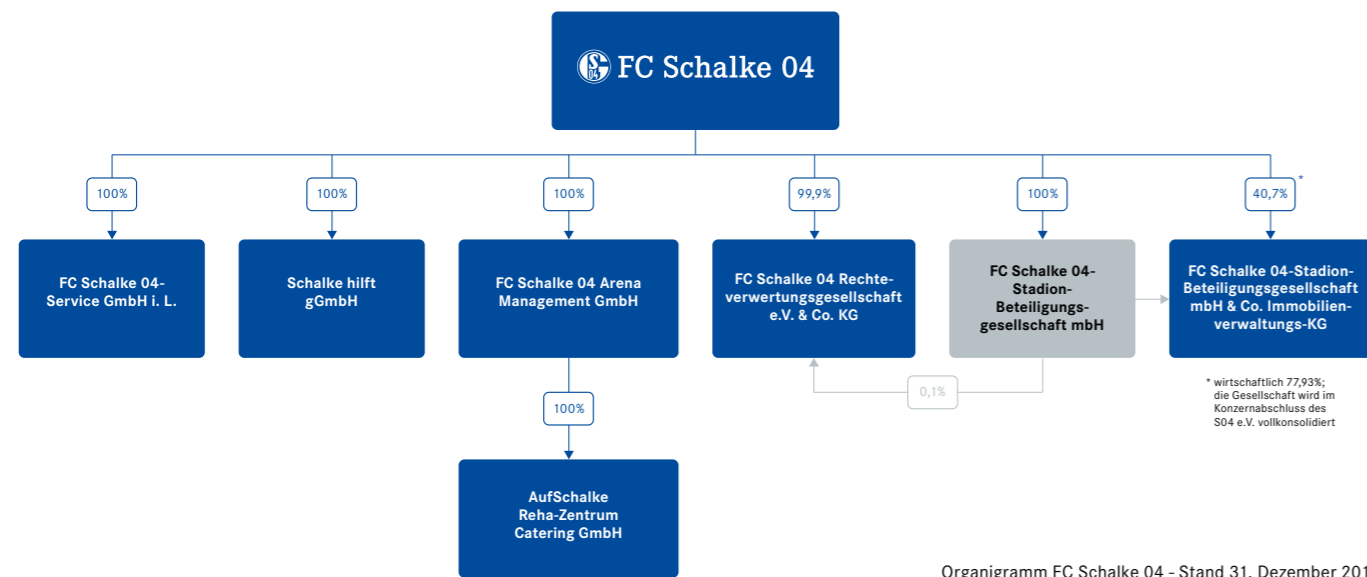 FC Schalke 04
100%
100%
100%
99,9%
100%
40,7% *
FC Schalke 04-
Service GmbH i. L.
Schalke hilft
gGmbH
FC Schalke 04 Arena
Management GmbH
FC Schalke 04 Rechte-
verwertungsgesellschaft
e.V. & Co. KG
FC Schalke 04-
Stadion-
Beteiligungs-
gesellschaft mbH
FC Schalke 04-Stadion-
Beteiligungsgesellschaft
mbH & Co. Immobilien-
verwaltungs-KG
0,1%
* wirtschaftlich 77,93%;
die Gesellschaft wird im
Konzernabschluss des
S04 e.V. vollkonsolidiert
100%
AufSchalke
Reha-Zentrum
Catering GmbH
Organigramm FC Schalke 04 - Stand 31. Dezember